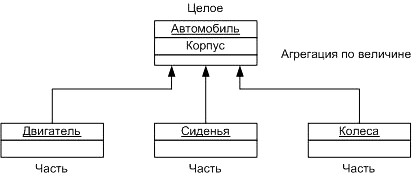 Целое
Автомобиль
Корпус
Агрегация по величине
Двигатель
Сиденья
Колеса
Часть
Часть
Часть